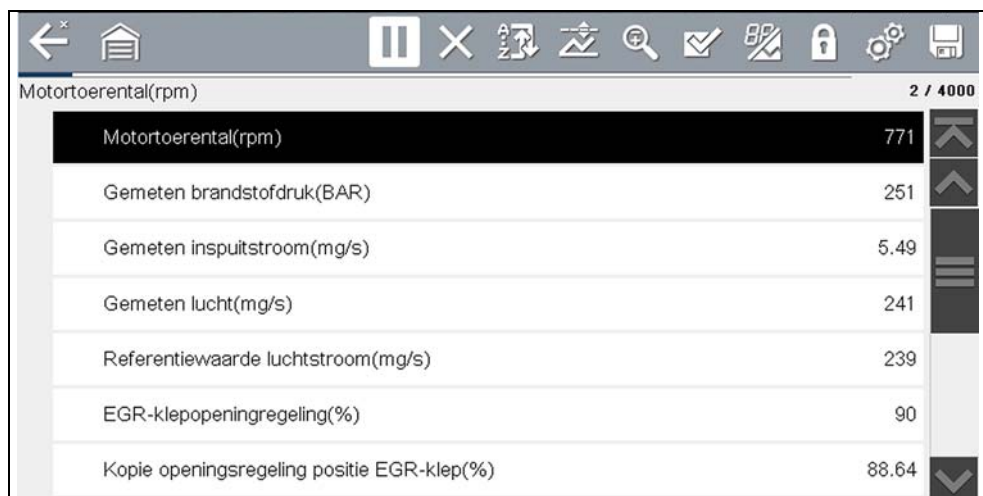 Motortoerental(rpm) 2 / 4000
Motortoerental(rpm) 771
Gemeten brandstofdruk(BAR) 251
Gemeten inspuitstroom(mg/s) 5.49
Gemeten lucht(mg/s) 241
Referentiewaarde luchtstroom(mg/s) 239
EGR-klepopeningregeling(%) 90
Kopie openingsregeling positie EGR-klep(%) 88.64